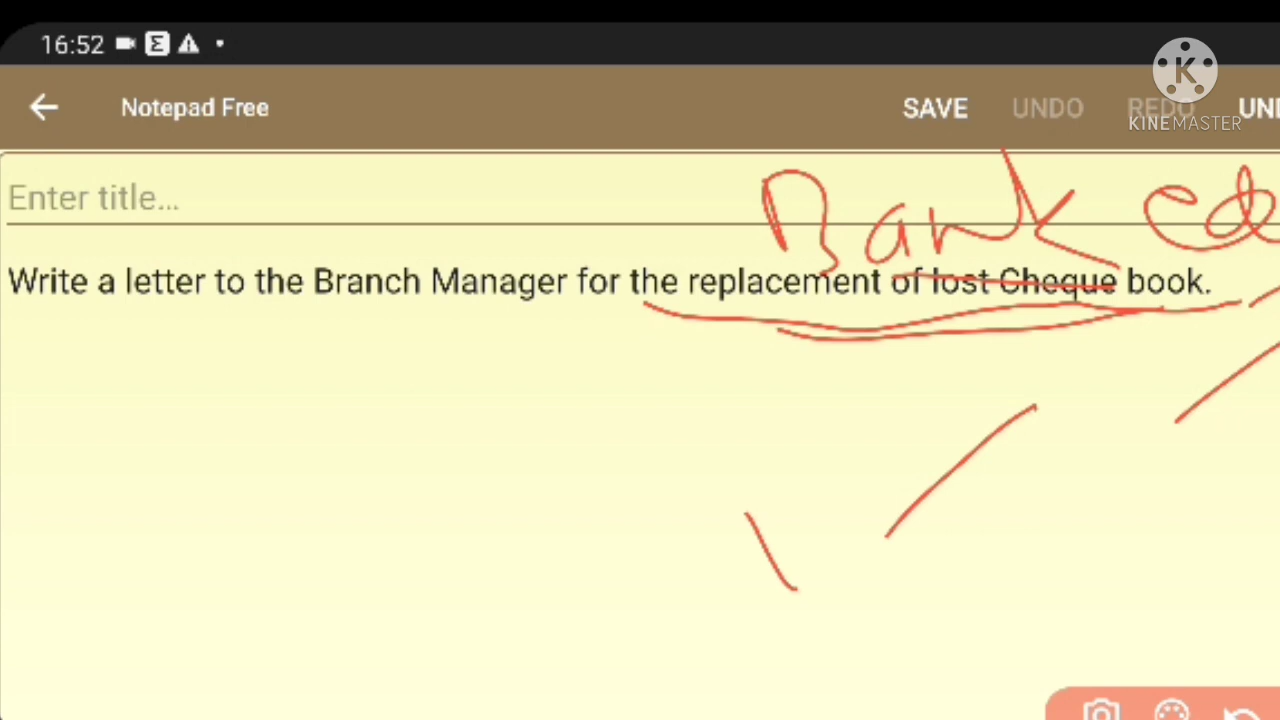 16:52
Notepad Free SAVE UNDO REDO UN
KINEMASTER
Enter title...
Bank
Write a letter to the Branch Manager for the replacement of lost Cheque book.